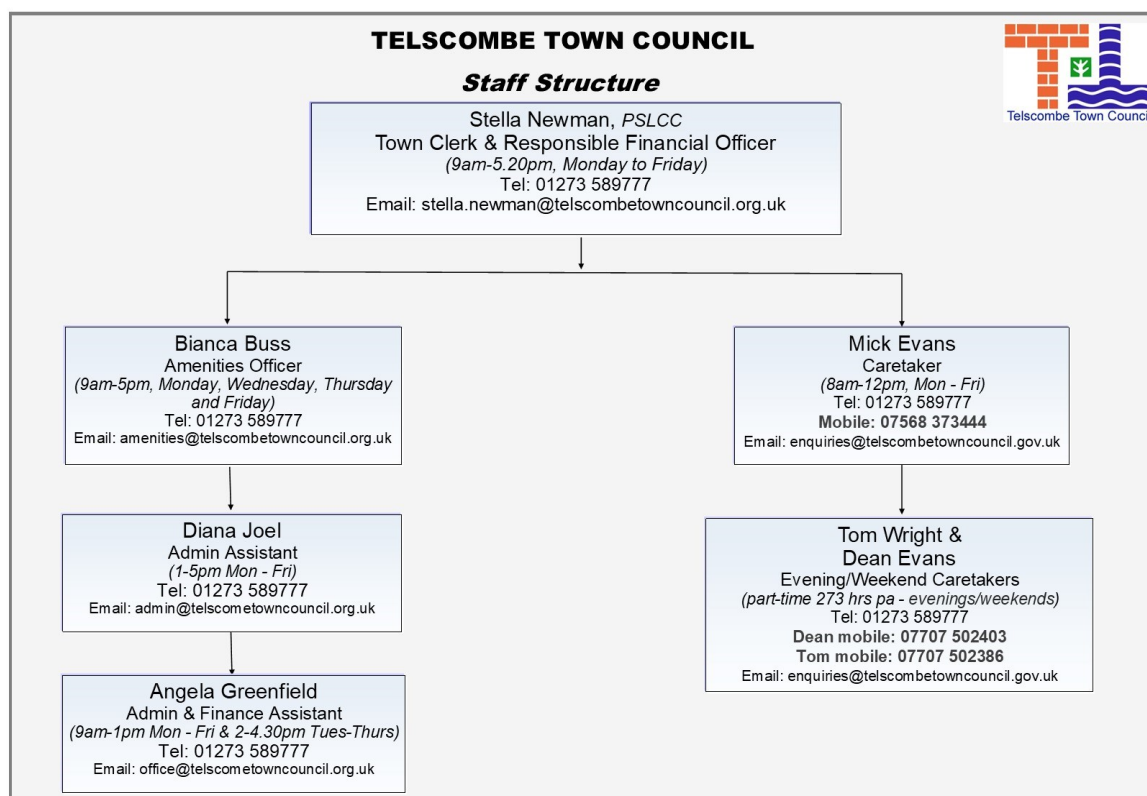 TELSCOMBE TOWN COUNCIL
Staff Structure
Telscombe Town Council
Stella Newman, PSLCC
Town Clerk & Responsible Financial Officer
(9am-5.20pm, Monday to Friday)
Tel: 01273 589777
Email: stella.newman@telscombetowncouncil.org.uk
Bianca Buss
Amenities Officer
(9am-5pm, Monday, Wednesday, Thursday
and Friday)
Tel: 01273 589777
Email: amenities@telscombetowncouncil.org.uk
Mick Evans
Caretaker
(8am-12pm, Mon - Fri)
Tel: 01273 589777
Mobile: 07568 373444
Email: enquiries@telscombetowncouncil.gov.uk
Diana Joel
Admin Assistant
(1-5pm Mon - Fri)
Tel: 01273 589777
Email: admin@telscometowncouncil.org.uk
Tom Wright &
Dean Evans
Evening/Weekend Caretakers
(part-time 273 hrs pa - evenings/weekends)
Tel: 01273 589777
Dean mobile: 07707 502403
Tom mobile: 07707 502386
Email: enquiries@telscombetowncouncil.gov.uk
Angela Greenfield
Admin & Finance Assistant
(9am-1pm Mon - Fri & 2-4.30pm Tues-Thurs)
Tel: 01273 589777
Email: office@telscometowncouncil.org.uk